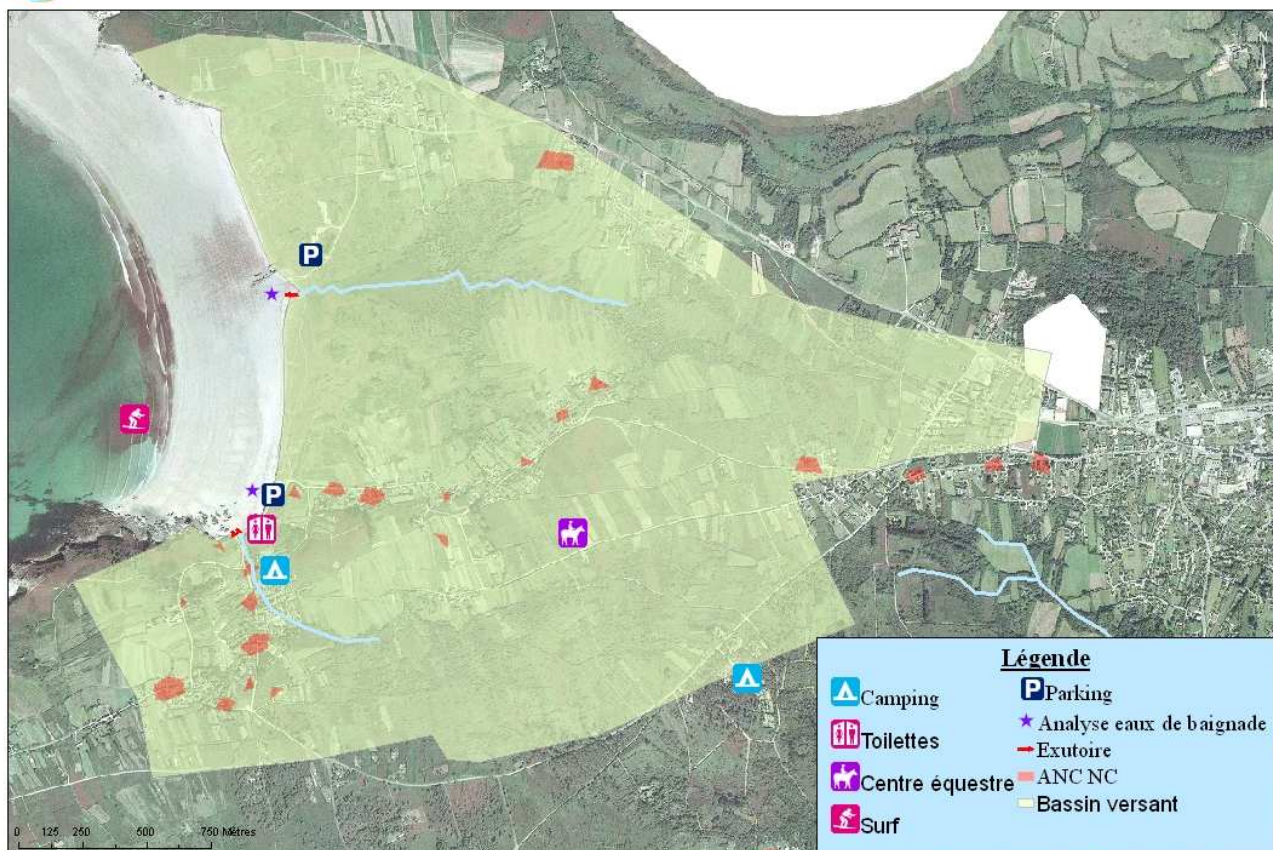 N
P
P
Légende
Camping
Toilettes
Centre équestre
Surf
P Parking
Analyse eaux de baignade
Exutoire
ANC NC
Bassin versant
0 125 250 500 750 Mètres